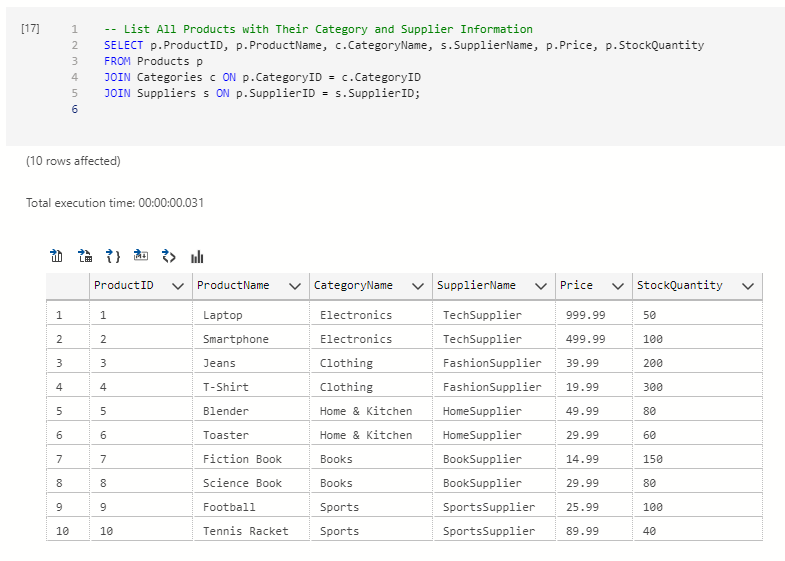 [17]
1 -- List All Products with Their Category and Supplier Information
2 SELECT p.ProductID, p.ProductName, c.CategoryName, s.SupplierName, p.Price, p.StockQuantity
3 FROM Products p
4 JOIN Categories c ON p.CategoryID = c.CategoryID
5 JOIN Suppliers s ON p.SupplierID = s.SupplierID;
6
(10 rows affected)
Total execution time: 00:00:00.031
ProductID ProductName CategoryName SupplierName Price StockQuantity
1 1 Laptop Electronics TechSupplier 999.99 50
2 2 Smartphone Electronics TechSupplier 499.99 100
3 3 Jeans Clothing FashionSupplier 39.99 200
4 4 T-Shirt Clothing FashionSupplier 19.99 300
5 5 Blender Home & Kitchen HomeSupplier 49.99 80
6 6 Toaster Home & Kitchen HomeSupplier 29.99 60
7 7 Fiction Book Books BookSupplier 14.99 150
8 8 Science Book Books BookSupplier 29.99 80
9 9 Football Sports SportsSupplier 25.99 100
10 10 Tennis Racket Sports SportsSupplier 89.99 40